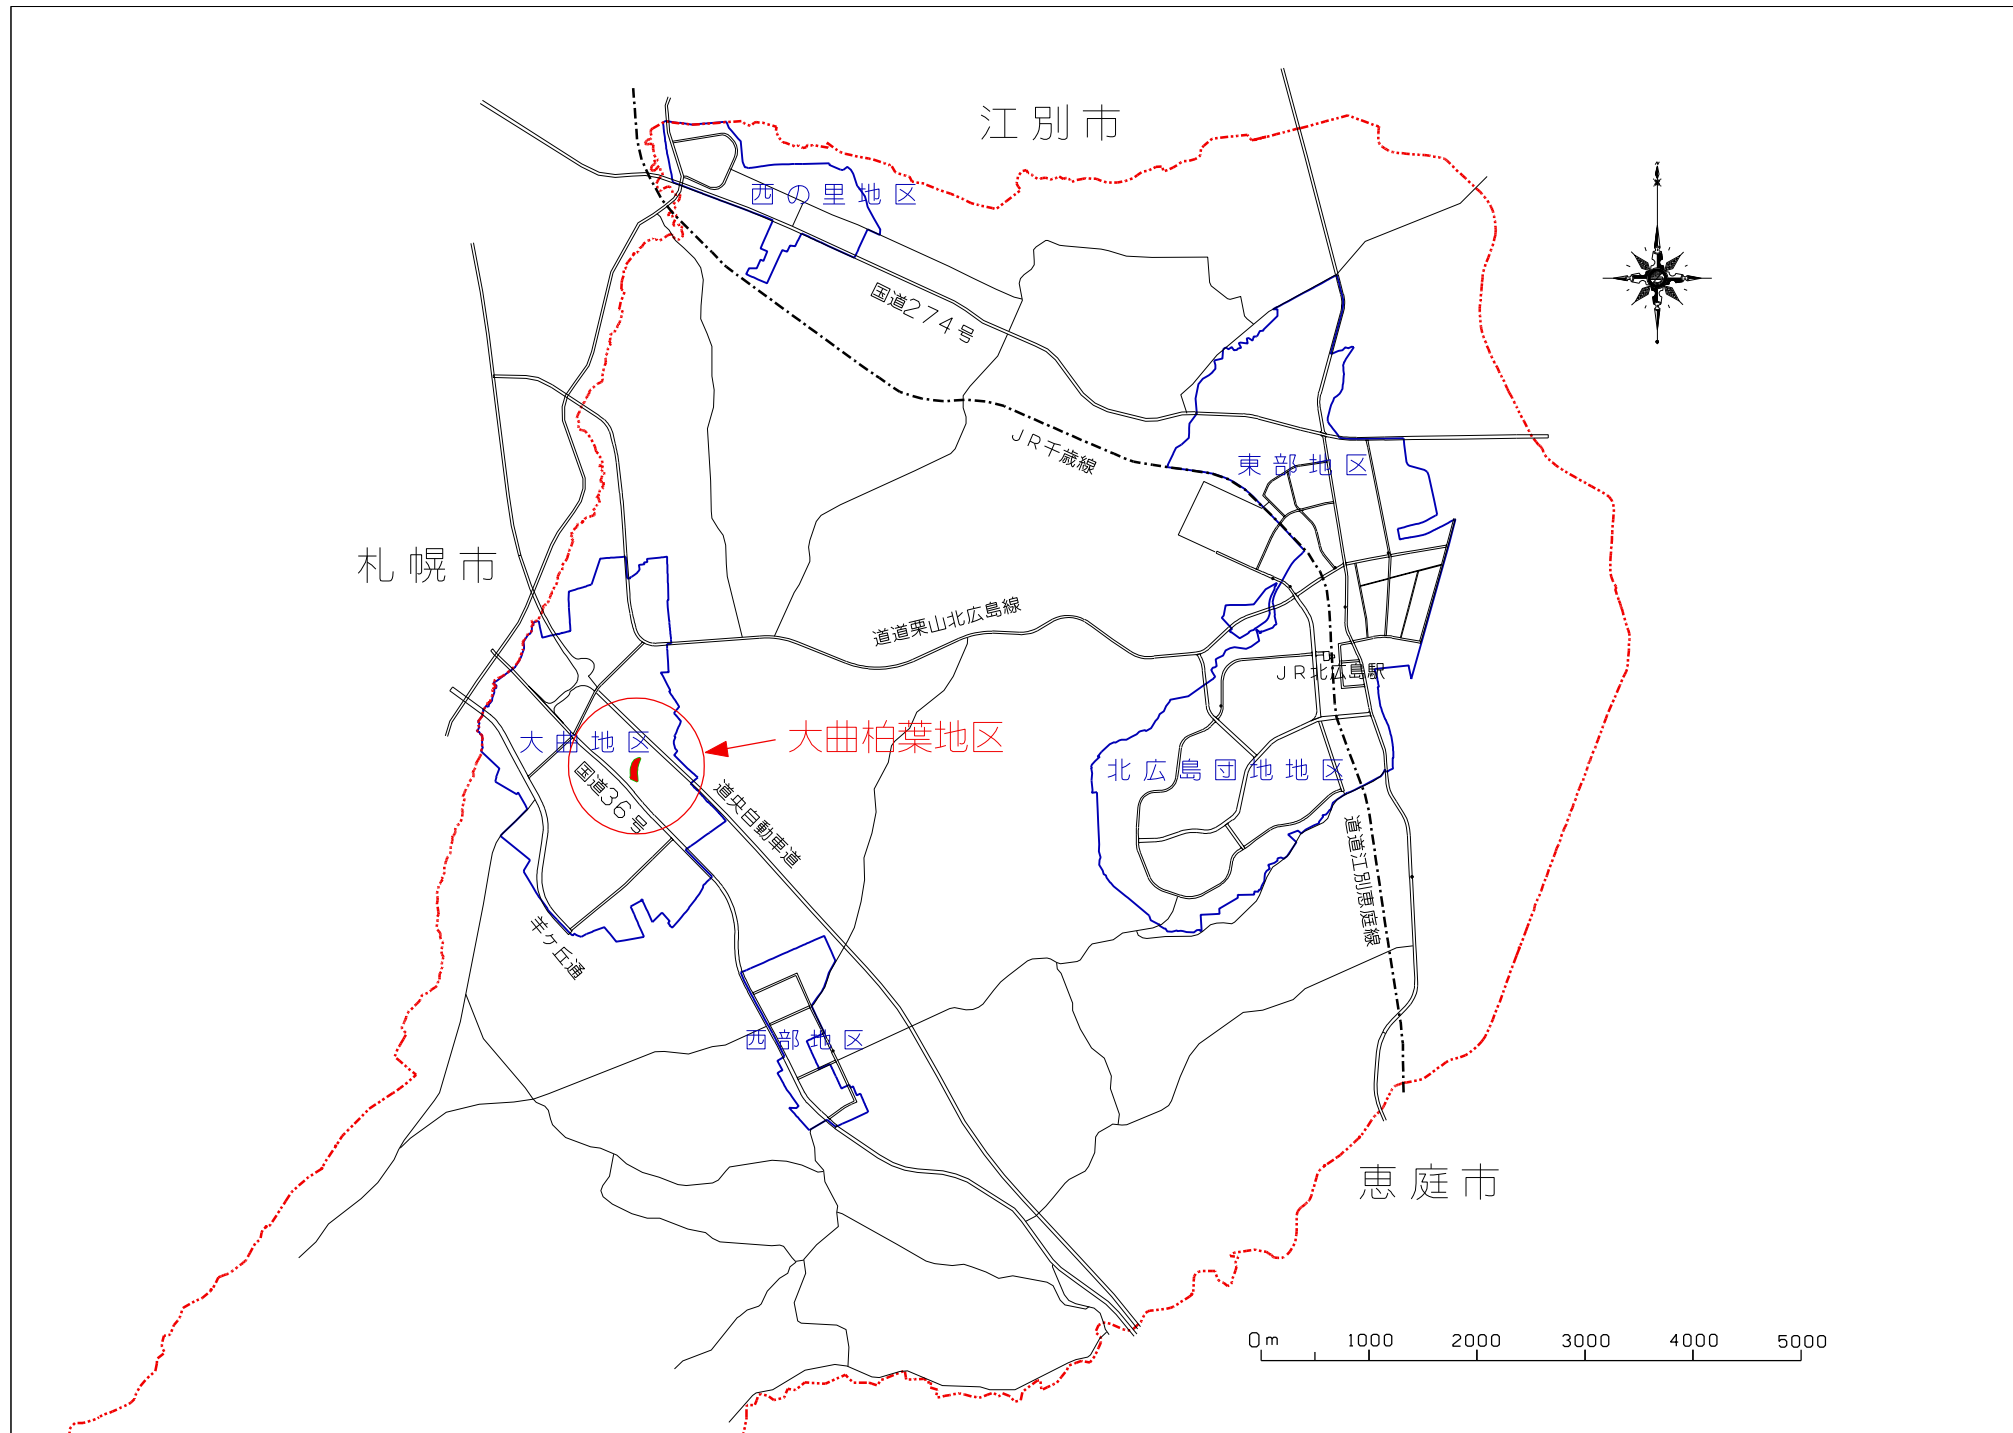 江別市
西の里地区
国道274号
JR千歳線
東部地区
札幌市
道道栗山北広島線
JR北広島駅
大曲柏葉地区
大曲地区
国道36号
道央自動車道
北広島団地地区
道道江別恵庭線
羊ケ丘通
西部地区
恵庭市
0m 1000 2000 3000 4000 5000